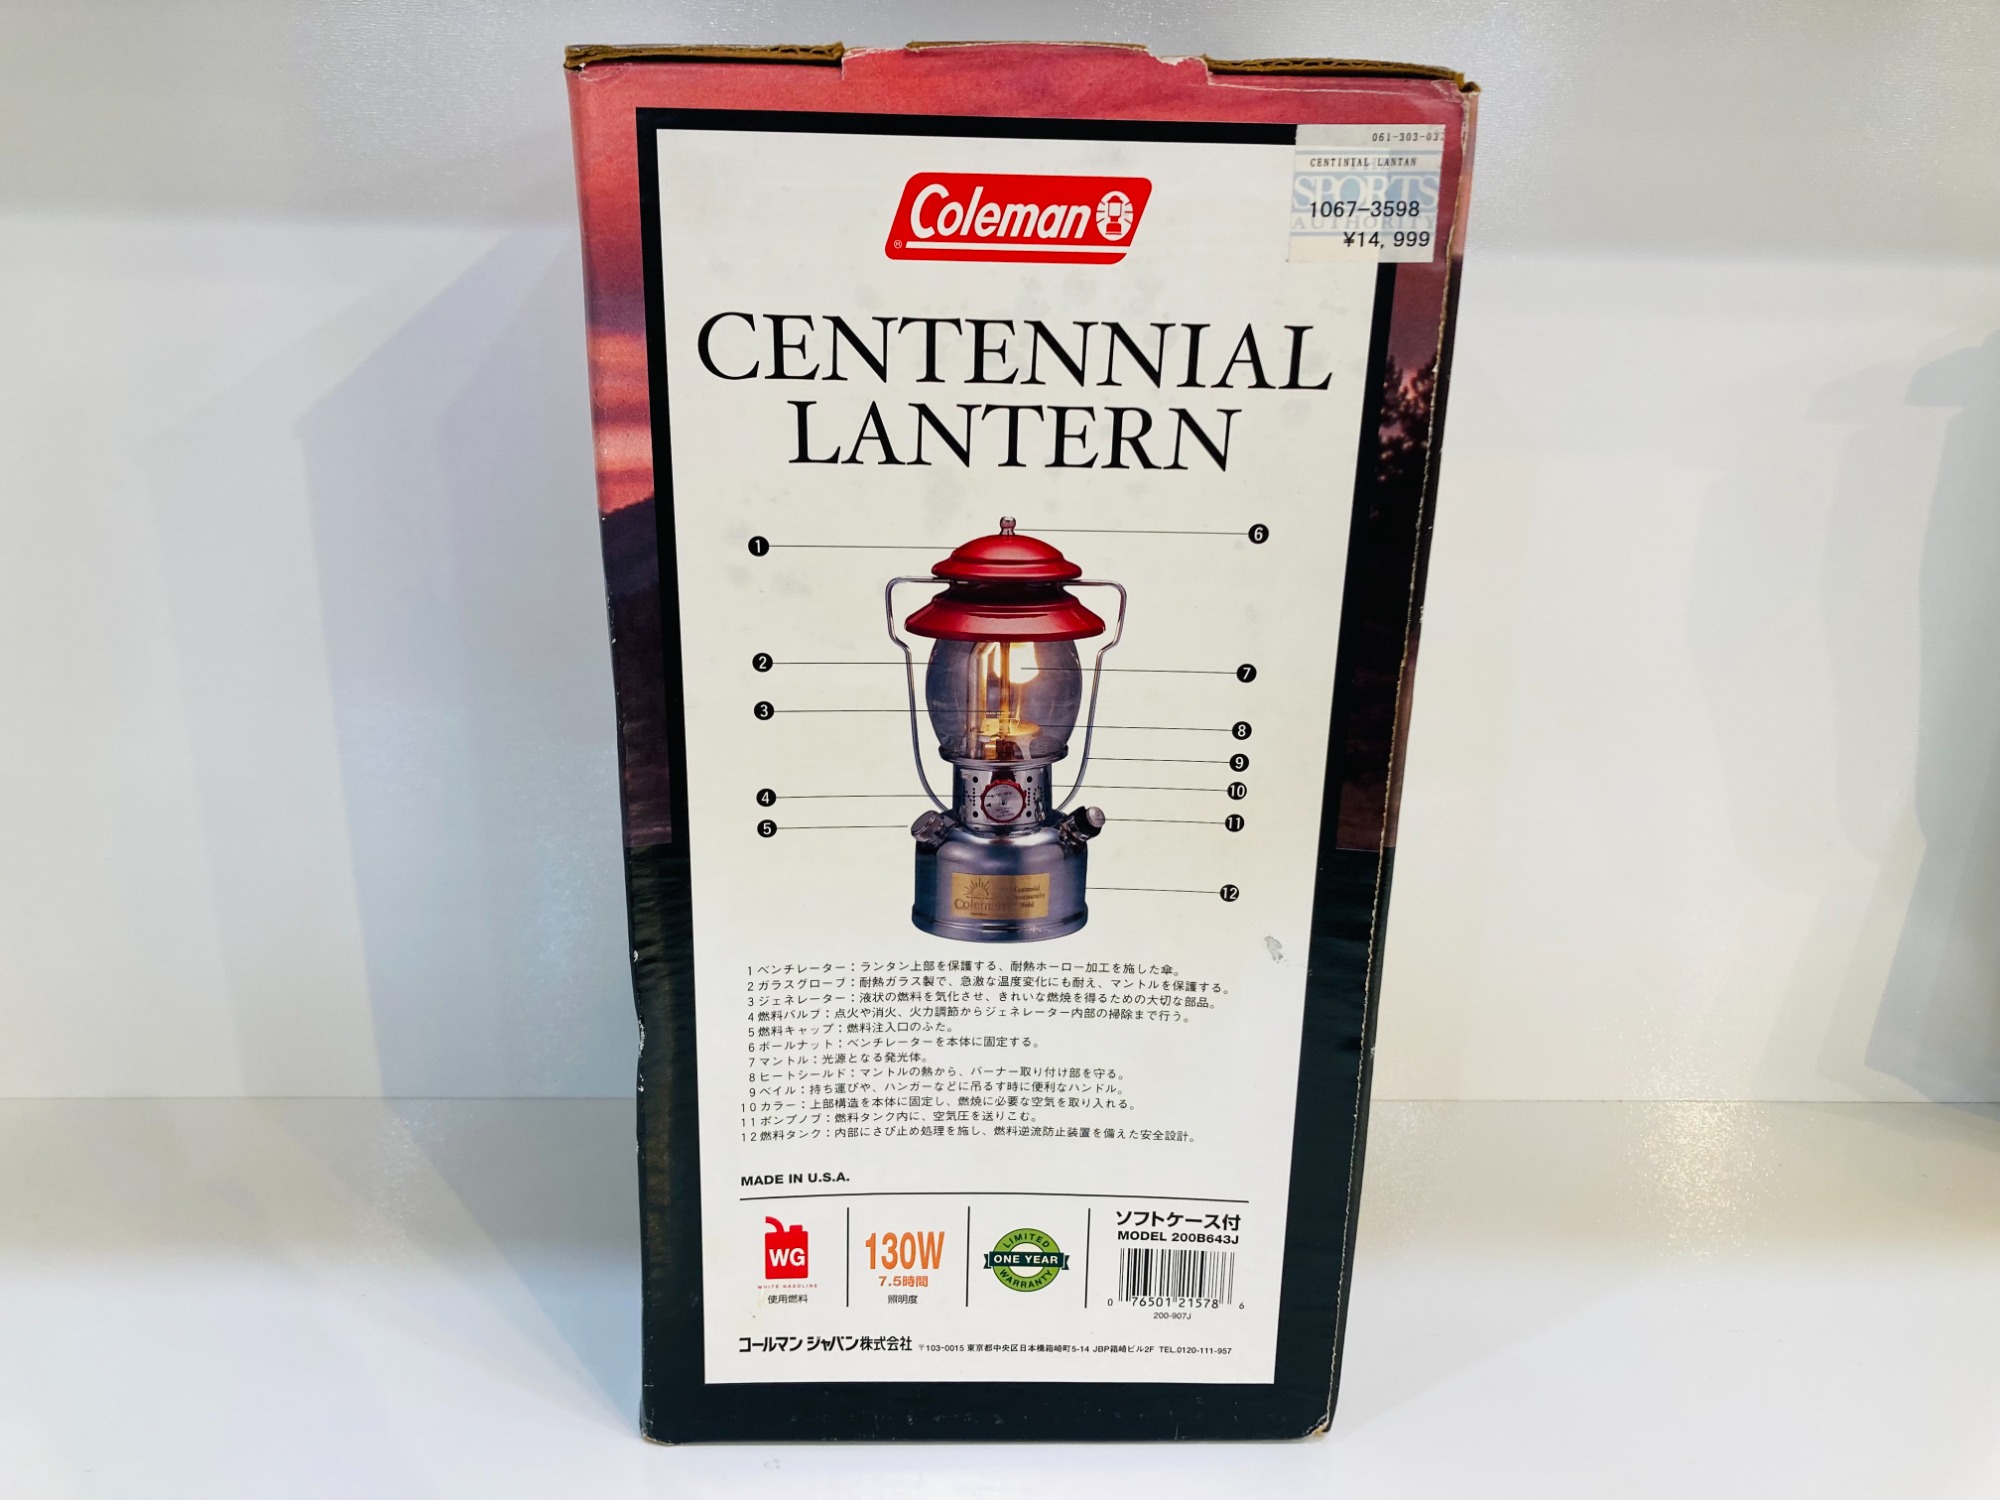 061-303-03
CENTINIAL LANTAN
SPORTS
AUTHORITY
1067-3598
¥14,999
Coleman
®
CENTENNIAL
LANTERN
1
6
2
7
3
8
9
4
10
5
11
12
Coleman
Centennial
Model
1 ベンチレーター：ランタン上部を保護する、耐熱ホーロー加工を施した傘。
2 ガラスグローブ：耐熱ガラス製で、急激な温度変化にも耐え、マントルを保護する。
3 ジェネレーター：液状の燃料を気化させ、きれいな燃焼を得るための大切な部品。
4 燃料バルブ：点火や消火、火力調節からジェネレーター内部の掃除まで行う。
5 燃料キャップ：燃料注入口のふた。
6 ボールナット：ベンチレーターを本体に固定する。
7 マントル：光源となる発光体。
8 ヒートシールド：マントルの熱から、バーナー取り付け部を守る。
9 ベイル：持ち運びや、ハンガーなどに吊るす時に便利なハンドル。
10 カラー：上部構造を本体に固定し、燃焼に必要な空気を取り入れる。
11 ポンプノブ：燃料タンク内に、空気圧を送りこむ。
12 燃料タンク：内部にさび止め処理を施し、燃料逆流防止装置を備えた安全設計。
MADE IN U.S.A.
WG
WHITE GASOLINE
使用燃料
130W
7.5時間
照明度
LIMITED
ONE YEAR
WARRANTY
ソフトケース付
MODEL 200B643J
0 76501 21578 6
200-907J
コールマン ジャパン株式会社 〒103-0015 東京都中央区日本橋箱崎町5-14 JBP箱崎ビル2F TEL.0120-111-957